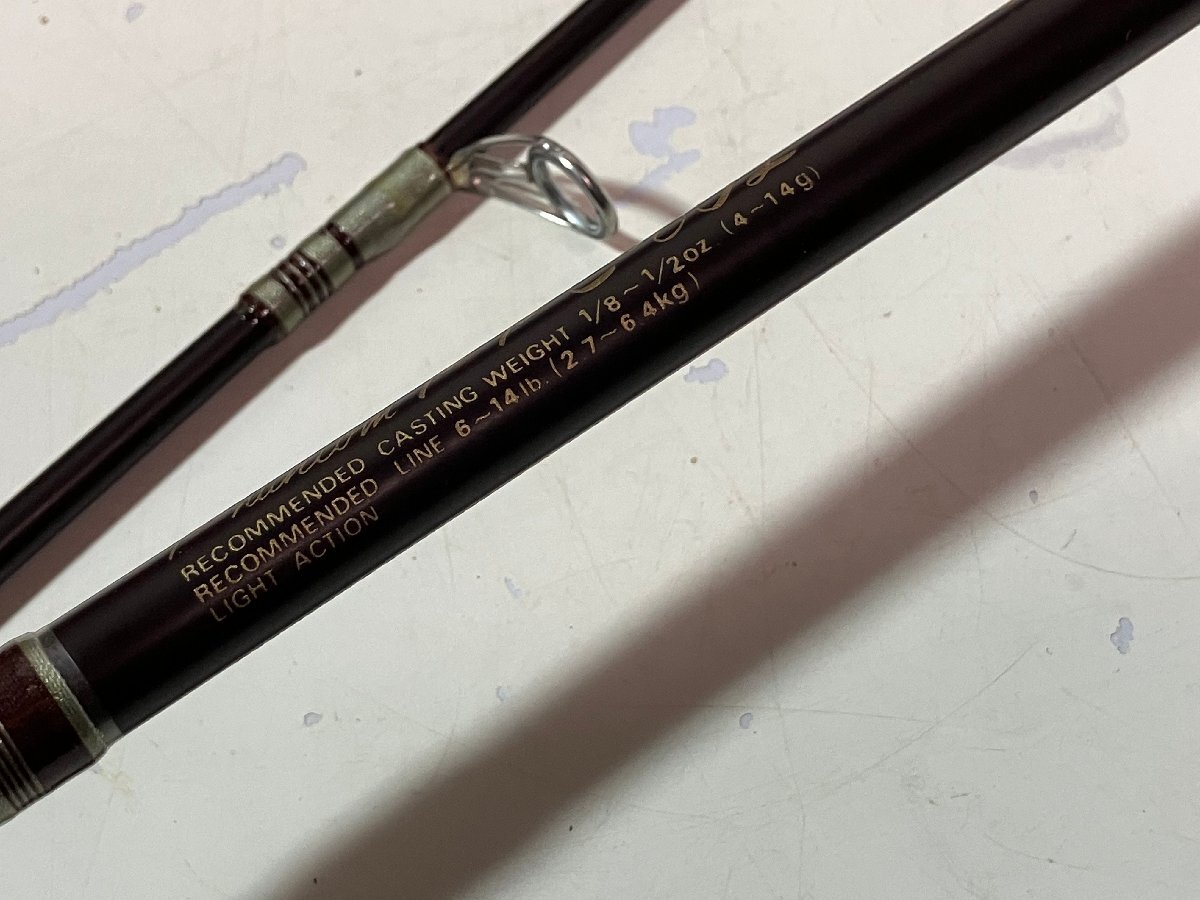 RECOMMENDED CASTING WEIGHT 1/8~1/2oz. (4~14g)
RECOMMENDED LINE 6~14lb. (2.7~6.4kg)
LIGHT ACTION